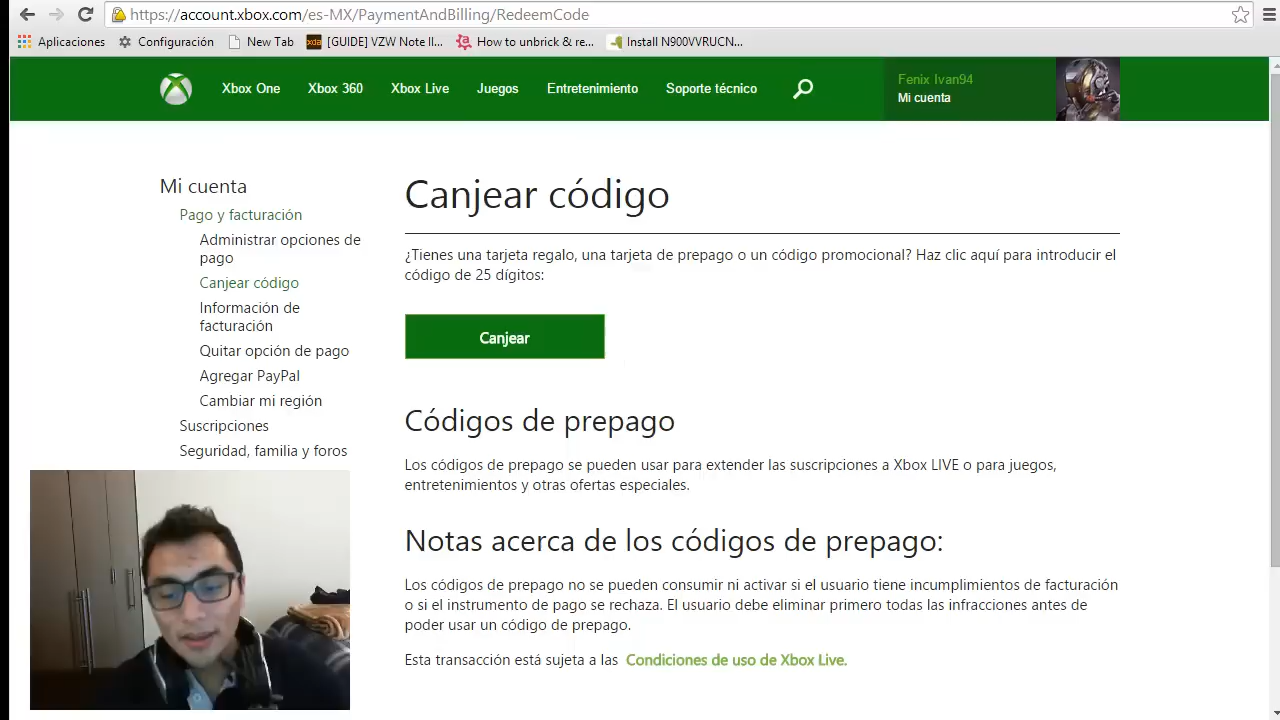 https://account.xbox.com/es-MX/PaymentAndBilling/RedeemCode
Aplicaciones Configuración New Tab xda [GUIDE] VZW Note II... How to unbrick & re... Install N900VVRUCN...
Xbox One Xbox 360 Xbox Live Juegos Entretenimiento Soporte técnico
Fenix Ivan94
Mi cuenta
Mi cuenta
Pago y facturación
Administrar opciones de
pago
Canjear código
Información de
facturación
Quitar opción de pago
Agregar PayPal
Cambiar mi región
Suscripciones
Seguridad, familia y foros
Canjear código
¿Tienes una tarjeta regalo, una tarjeta de prepago o un código promocional? Haz clic aquí para introducir el
código de 25 dígitos:
Canjear
Códigos de prepago
Los códigos de prepago se pueden usar para extender las suscripciones a Xbox LIVE o para juegos,
entretenimientos y otras ofertas especiales.
Notas acerca de los códigos de prepago:
Los códigos de prepago no se pueden consumir ni activar si el usuario tiene incumplimientos de facturación
o si el instrumento de pago se rechaza. El usuario debe eliminar primero todas las infracciones antes de
poder usar un código de prepago.
Esta transacción está sujeta a las Condiciones de uso de Xbox Live.